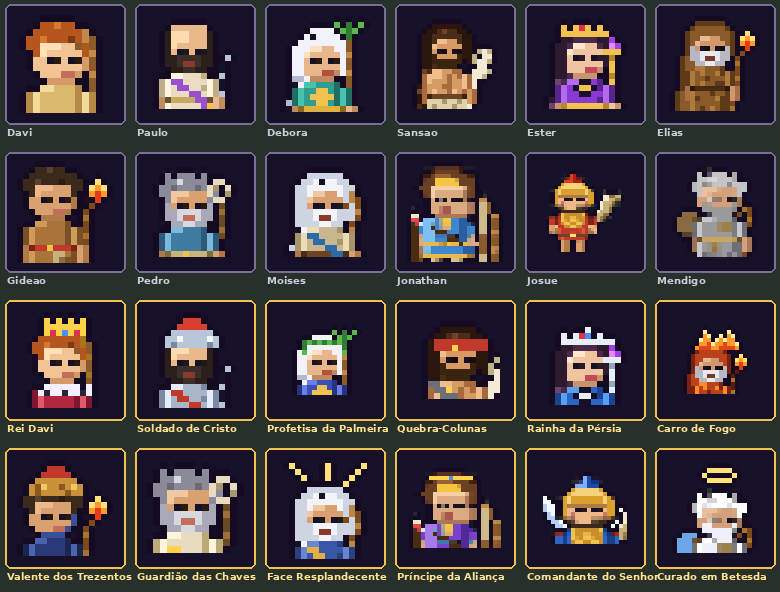 Davi Paulo Debora Sansao Ester Elias
Gideao Pedro Moises Jonathan Josue Mendigo
Rei Davi Soldado de Cristo Profetisa da Palmeira Quebra-Colunas Rainha da Pérsia Carro de Fogo
Valente dos Trezentos Guardião das Chaves Face Resplandecente Príncipe da Aliança Comandante do Senhor Curado em Betesda